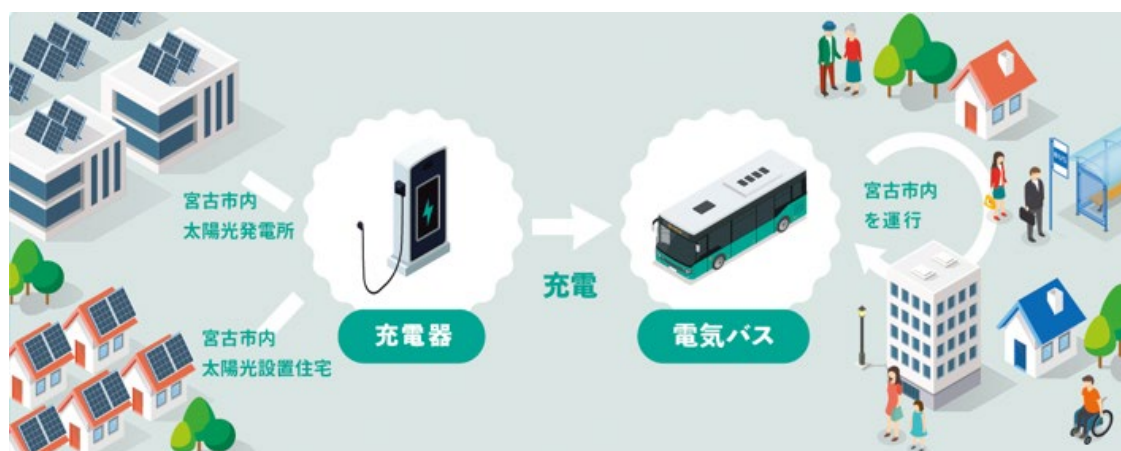 宮古市内
太陽光発電所
宮古市内
太陽光設置住宅
充電器
充電
電気バス
宮古市内
を運行
BUS